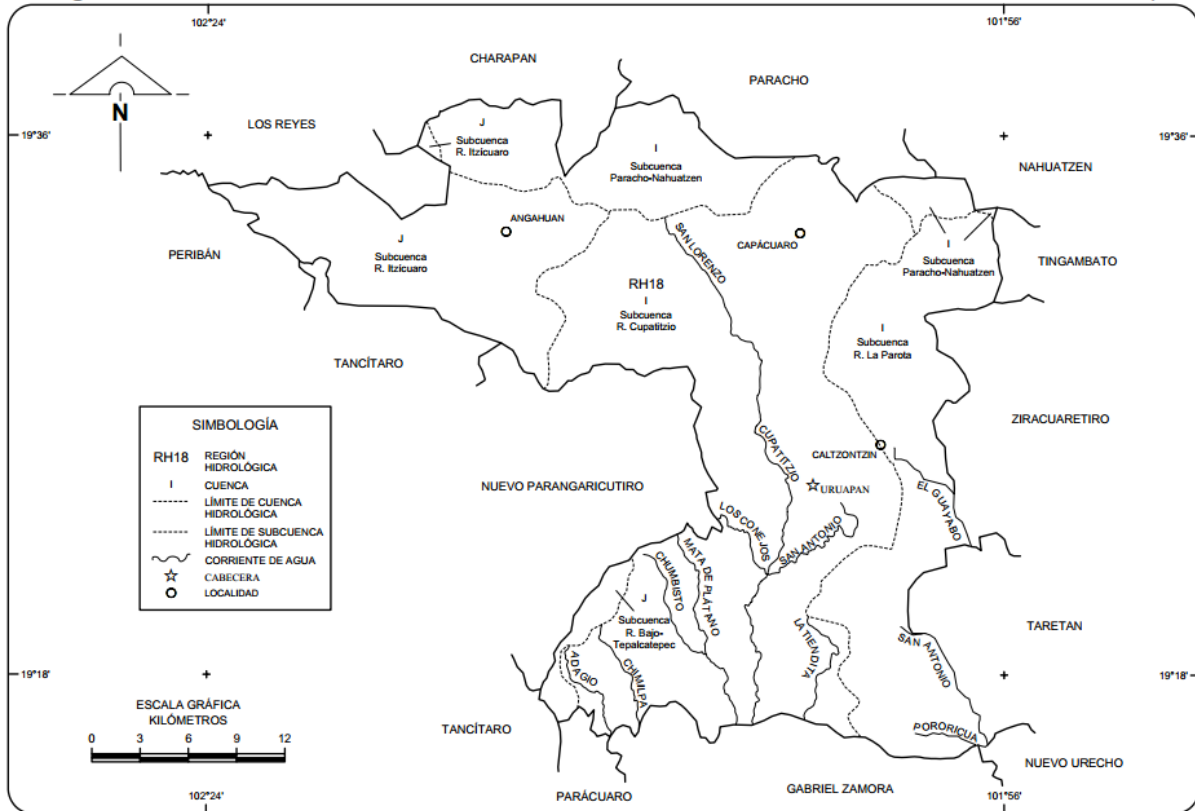 102°24'
101°56'
CHARAPAN
PARACHO
N
LOS REYES
19°36'
19°36'
J
Subcuenca
R. Itzícuaro
I
Subcuenca
Paracho-Nahuatzen
NAHUATZEN
ANGAHUAN
CAPÁCUARO
SAN LORENZO
J
Subcuenca
R. Itzícuaro
PERIBÁN
I
Subcuenca
Paracho-Nahuatzen
TINGAMBATO
RH18
I
Subcuenca
R. Cupatitzio
I
Subcuenca
R. La Parota
TANCÍTARO
ZIRACUARETIRO
SIMBOLOGÍA
RH18 REGIÓN
HIDROLÓGICA
I CUENCA
LÍMITE DE CUENCA
HIDROLÓGICA
LÍMITE DE SUBCUENCA
HIDROLÓGICA
CORRIENTE DE AGUA
CABECERA
LOCALIDAD
CUPATITZIO
CALTZONTZIN
NUEVO PARANGARICUTIRO
URUAPAN
EL GUAYABO
LOS CONEJOS
SAN ANTONIO
MATA DE PLÁTANO
CHUMBISTO
J
Subcuenca
R. Bajo-
Tepalcatepec
TARETAN
LA TIENDITA
SAN ANTONIO
ADAGIO
CHIMILPA
19°18'
19°18'
ESCALA GRÁFICA
KILÓMETROS
0 3 6 9 12
TANCÍTARO
PORORICUA
NUEVO URECHO
PARÁCUARO
GABRIEL ZAMORA
102°24'
101°56'